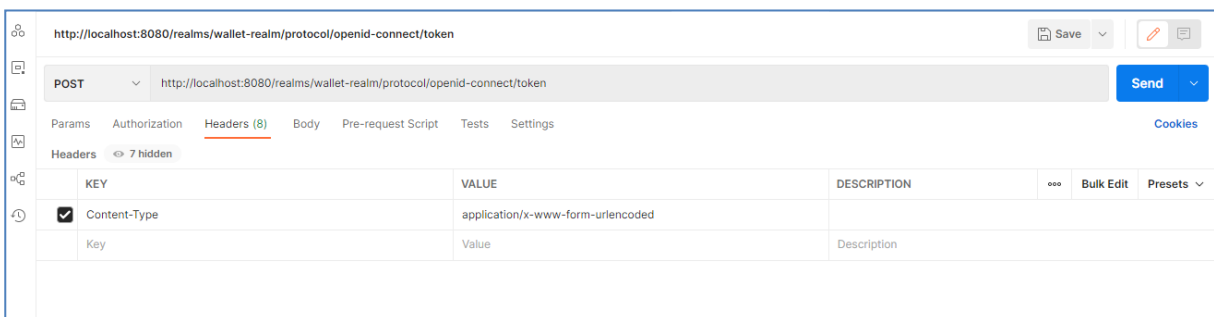 http://localhost:8080/realms/wallet-realm/protocol/openid-connect/token
Save
POST
http://localhost:8080/realms/wallet-realm/protocol/openid-connect/token
Send
Params Authorization Headers (8) Body Pre-request Script Tests Settings
Cookies
Headers 7 hidden
KEY VALUE DESCRIPTION ooo Bulk Edit Presets
Content-Type application/x-www-form-urlencoded
Key Value Description